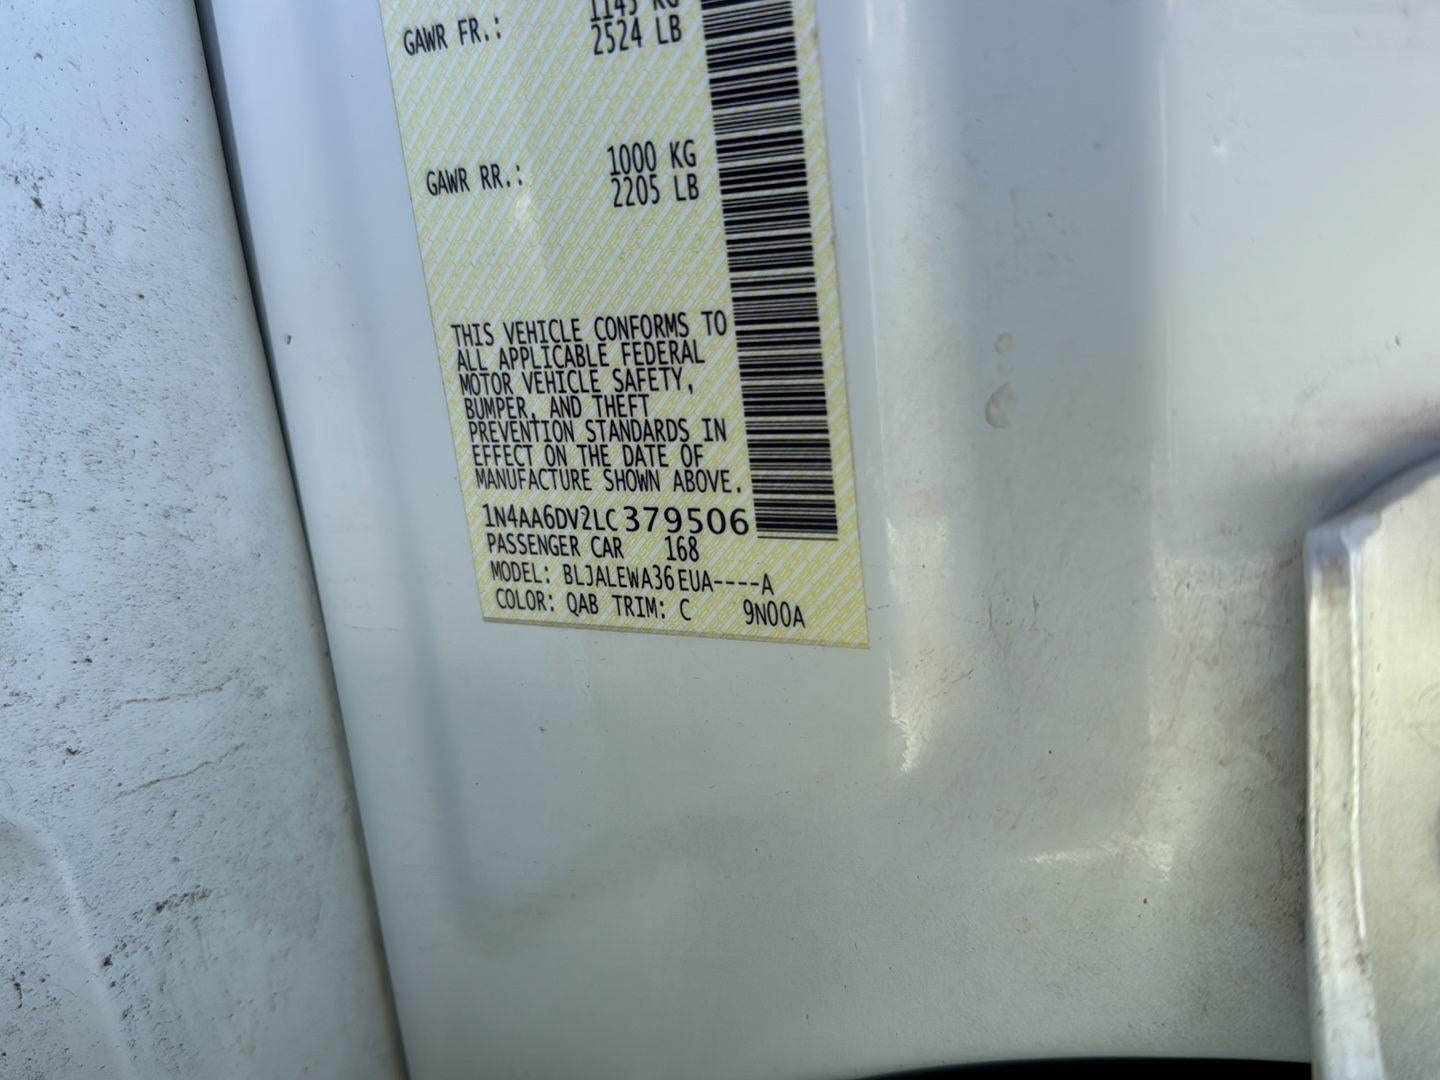 GAWR FR.: 1145 KG
2524 LB
GAWR RR.: 1000 KG
2205 LB
THIS VEHICLE CONFORMS TO
ALL APPLICABLE FEDERAL
MOTOR VEHICLE SAFETY,
BUMPER, AND THEFT
PREVENTION STANDARDS IN
EFFECT ON THE DATE OF
MANUFACTURE SHOWN ABOVE.
1N4AA6DV2LC379506
PASSENGER CAR 168
MODEL: BLJALEWA36EUA----A
COLOR: QAB TRIM: C 9N00A